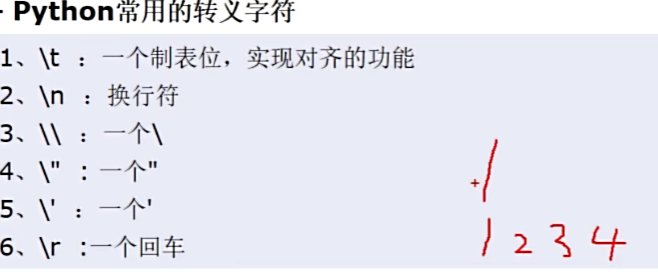 Python常用的转义字符
1、\t ：一个制表位，实现对齐的功能
2、\n ：换行符
3、\\ ：一个\
4、\" ：一个"
5、\' ：一个'
6、\r :一个回车
1 2 3 4